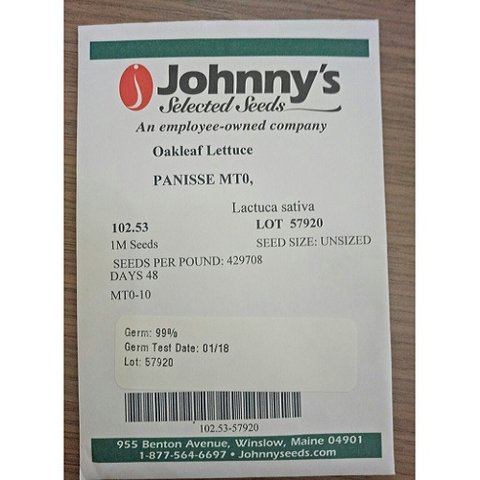 Johnny's
Selected Seeds
An employee-owned company
Oakleaf Lettuce
PANISSE MT0,
Lactuca sativa
102.53 LOT 57920
1M Seeds SEED SIZE: UNSIZED
SEEDS PER POUND: 429708
DAYS 48
MT0-10
Germ: 99%
Germ Test Date: 01/18
Lot: 57920
102.53-57920
955 Benton Avenue, Winslow, Maine 04901
1-877-564-6697 • Johnnyseeds.com